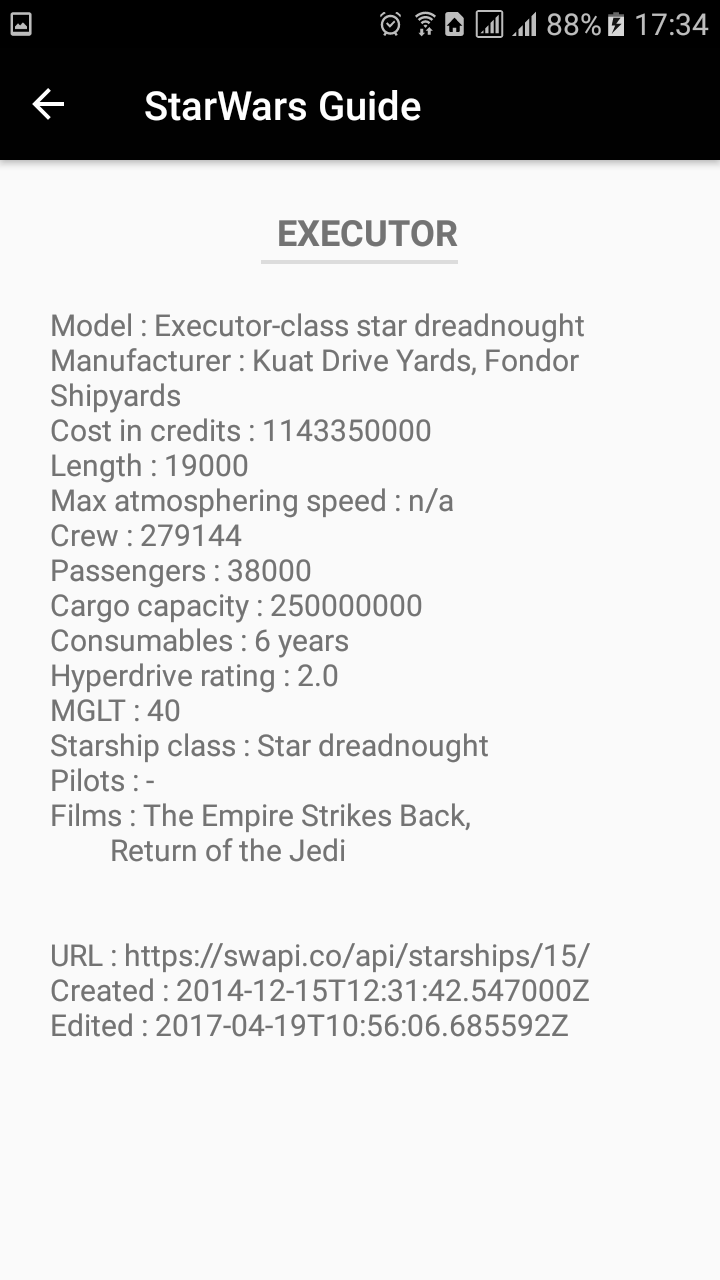 88% 17:34
StarWars Guide
EXECUTOR
Model : Executor-class star dreadnought
Manufacturer : Kuat Drive Yards, Fondor
Shipyards
Cost in credits : 1143350000
Length : 19000
Max atmosphering speed : n/a
Crew : 279144
Passengers : 38000
Cargo capacity : 250000000
Consumables : 6 years
Hyperdrive rating : 2.0
MGLT : 40
Starship class : Star dreadnought
Pilots : -
Films : The Empire Strikes Back,
Return of the Jedi
URL : https://swapi.co/api/starships/15/
Created : 2014-12-15T12:31:42.547000Z
Edited : 2017-04-19T10:56:06.685592Z